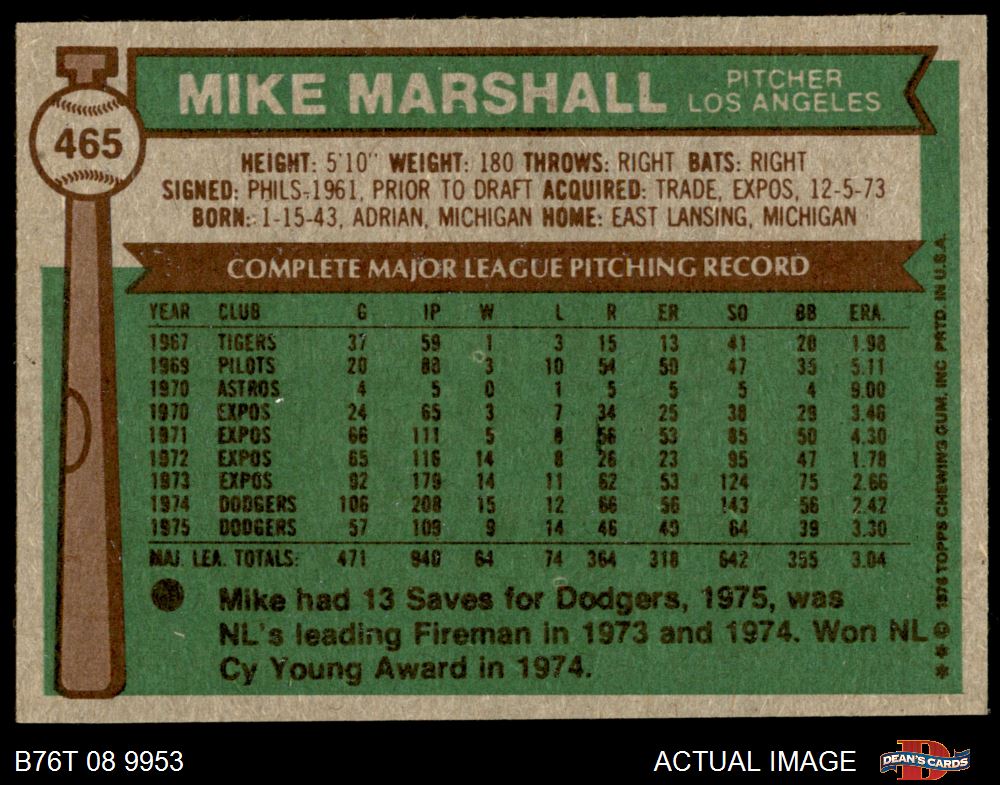 465
MIKE MARSHALL
PITCHER
LOS ANGELES
HEIGHT: 5'10" WEIGHT: 180 THROWS: RIGHT BATS: RIGHT
SIGNED: PHILS-1961, PRIOR TO DRAFT ACQUIRED: TRADE, EXPOS, 12-5-73
BORN: 1-15-43, ADRIAN, MICHIGAN HOME: EAST LANSING, MICHIGAN
COMPLETE MAJOR LEAGUE PITCHING RECORD
YEAR CLUB G IP W L R ER SO BB ERA.
1967 TIGERS 37 59 1 3 15 13 41 20 1.98
1969 PILOTS 20 88 3 10 54 50 47 35 5.11
1970 ASTROS 4 5 0 1 5 5 5 4 9.00
1970 EXPOS 24 65 3 7 34 25 38 29 3.46
1971 EXPOS 66 111 5 8 56 53 85 50 4.30
1972 EXPOS 65 116 14 8 26 23 95 47 1.78
1973 EXPOS 92 179 14 11 62 53 124 75 2.66
1974 DODGERS 106 208 15 12 66 56 143 56 2.42
1975 DODGERS 57 109 9 14 46 40 64 39 3.30
MAJ. LEA. TOTALS: 471 940 64 74 364 318 642 355 3.04
Mike had 13 Saves for Dodgers, 1975, was
NL's leading Fireman in 1973 and 1974. Won NL
Cy Young Award in 1974.
** © 1976 TOPPS CHEWING GUM, INC PRTD. IN U.S.A.
B76T 08 9953
ACTUAL IMAGE
D
DEAN'S CARDS